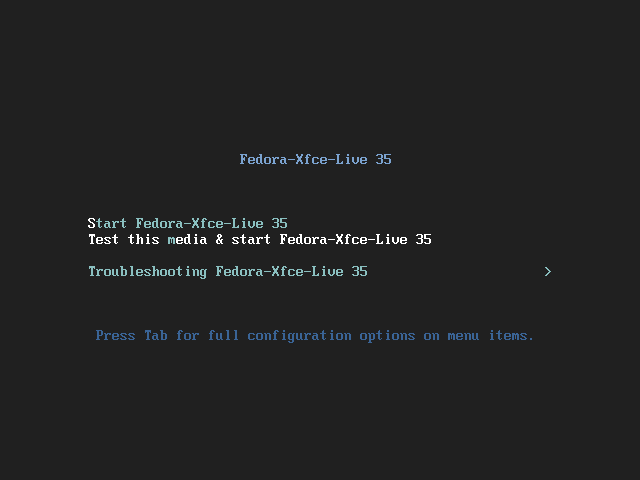 Fedora-Xfce-Live 35
Start Fedora-Xfce-Live 35
Test this media & start Fedora-Xfce-Live 35
Troubleshooting Fedora-Xfce-Live 35 >
Press Tab for full configuration options on menu items.